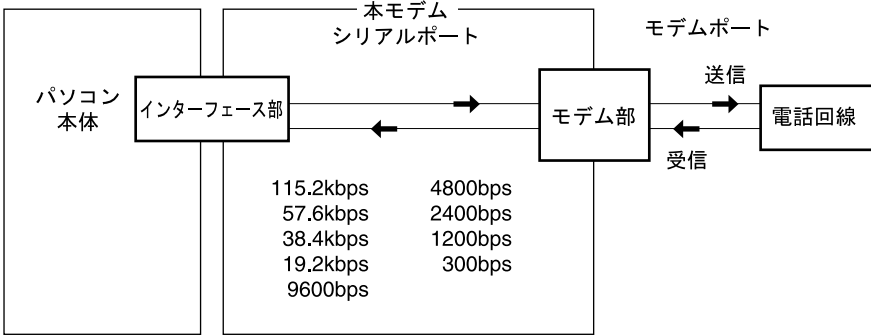 本モデム
シリアルポート
モデムポート
パソコン
本体
インターフェース部
モデム部
送信
受信
電話回線
115.2kbps
57.6kbps
38.4kbps
19.2kbps
9600bps
4800bps
2400bps
1200bps
300bps